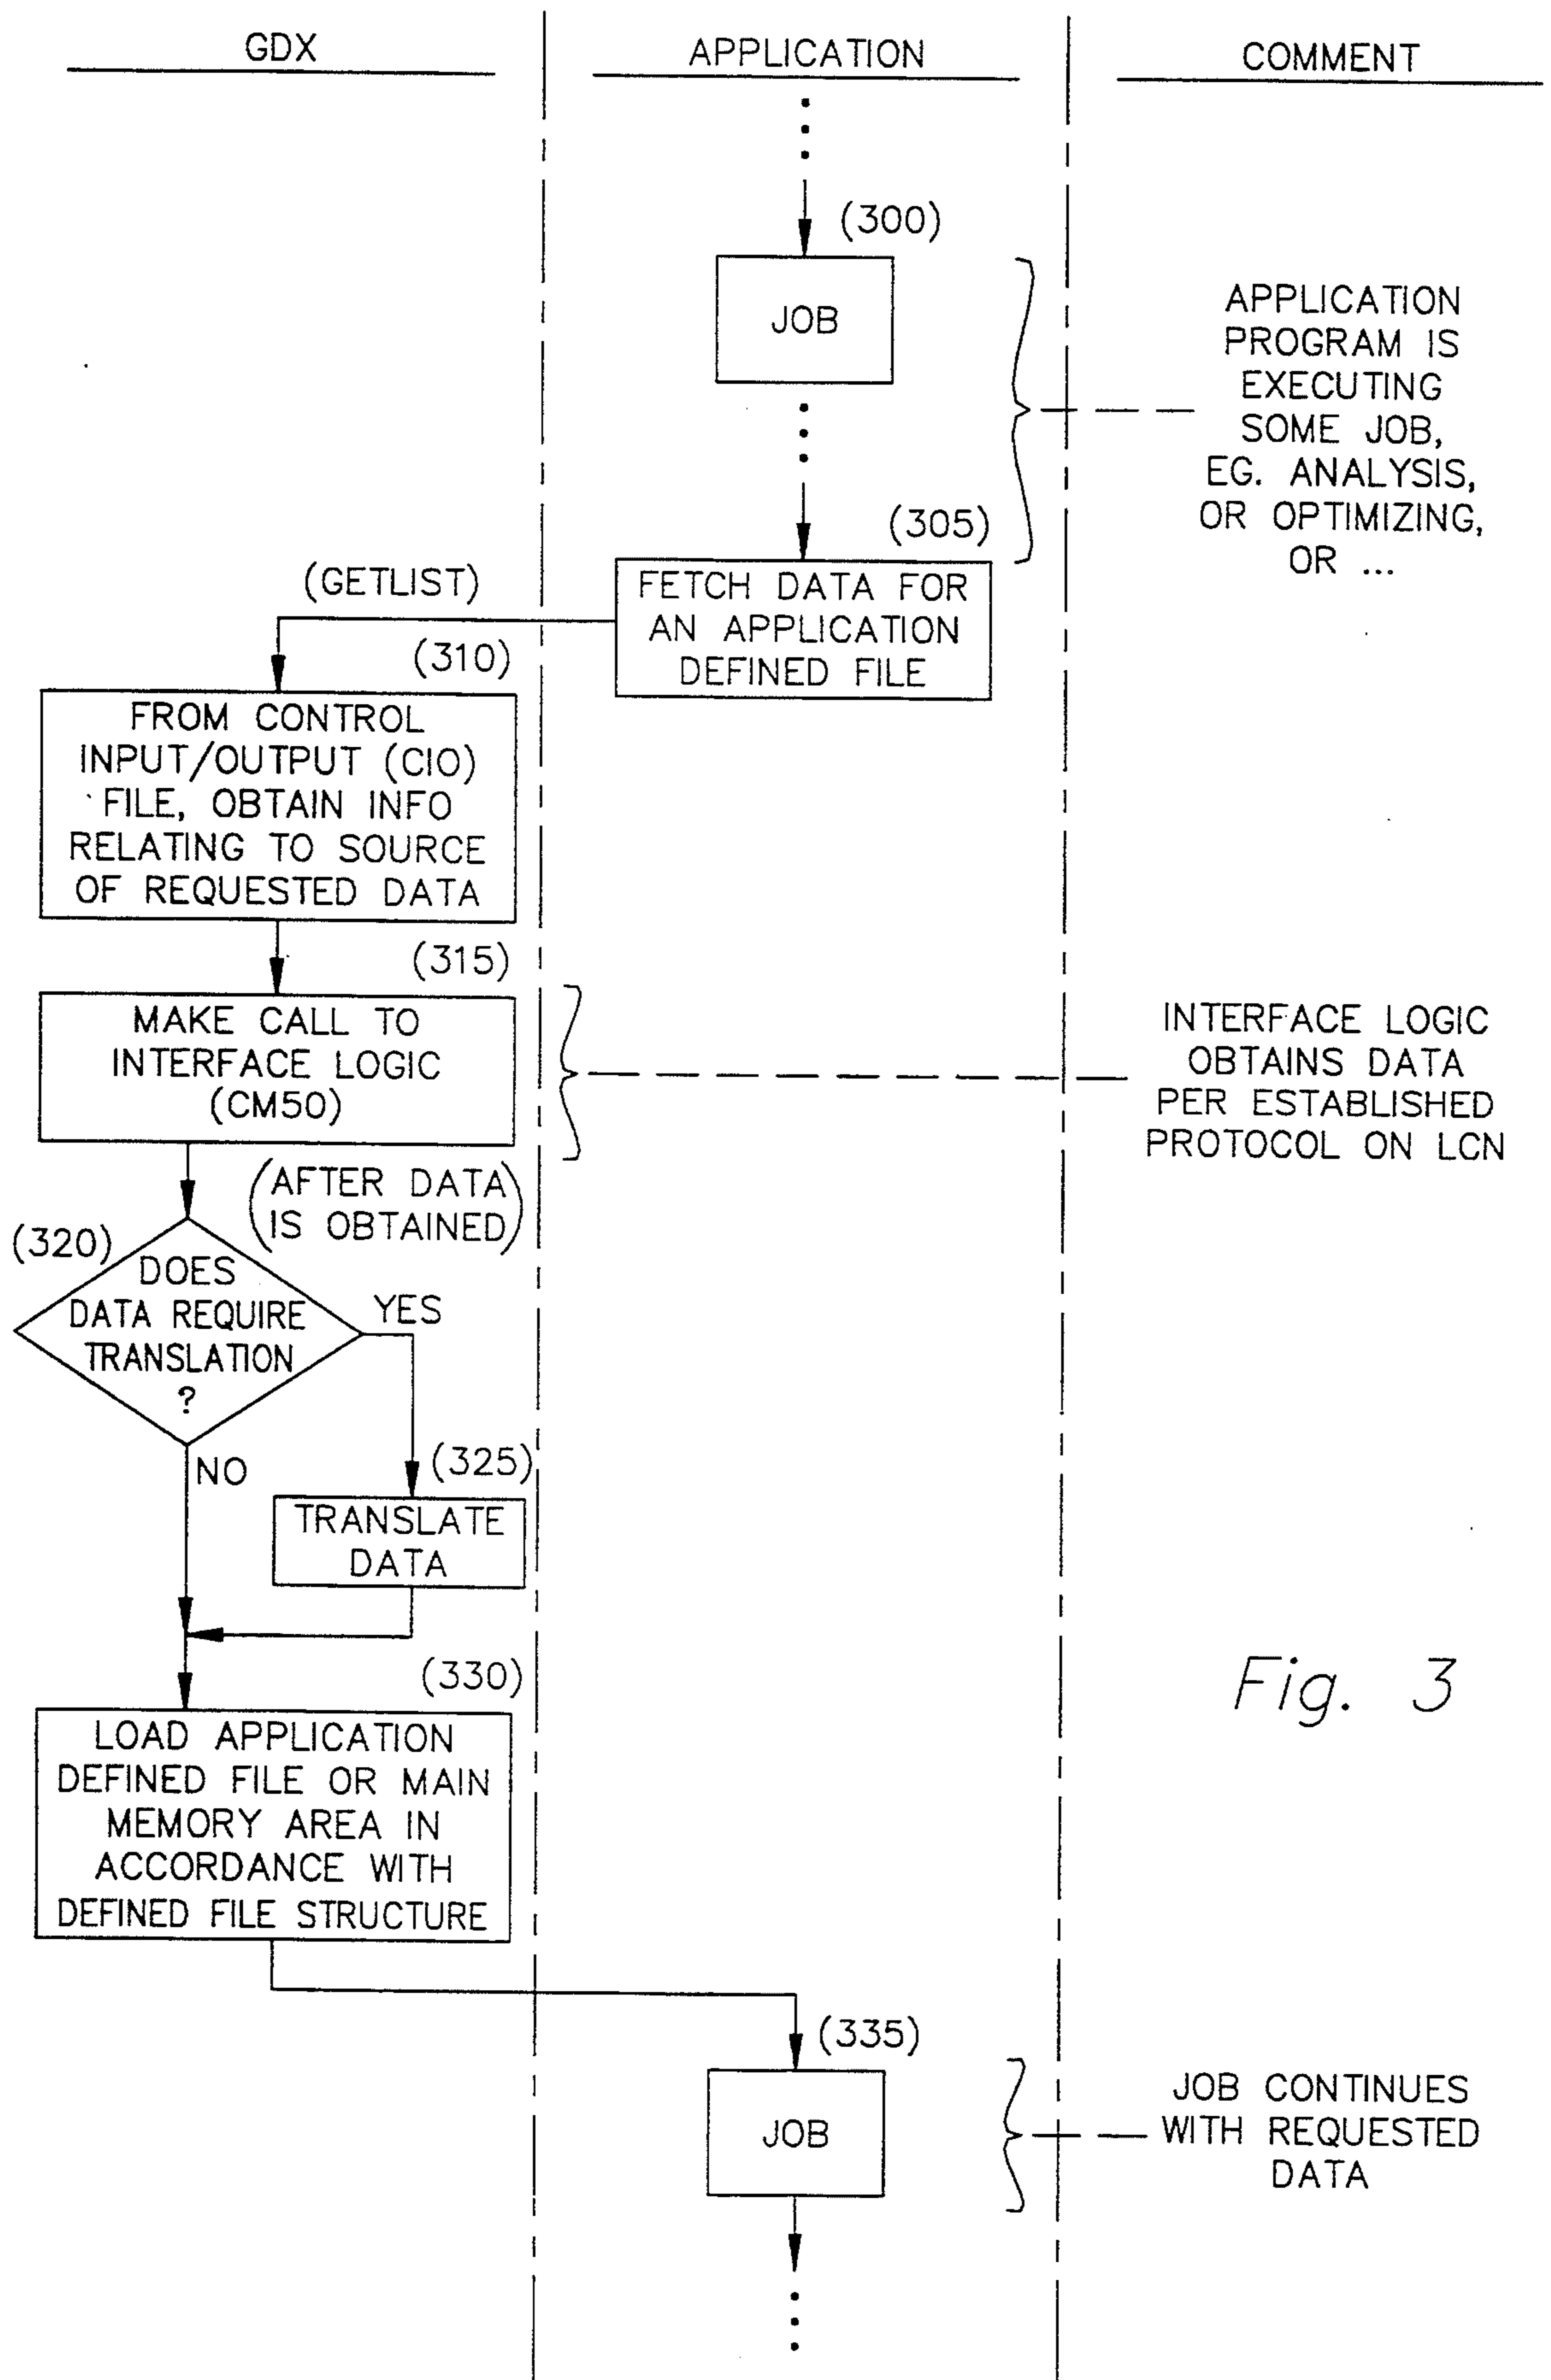 GDX
APPLICATION
COMMENT
(300)
JOB
APPLICATION
PROGRAM IS
EXECUTING
SOME JOB,
EG. ANALYSIS,
OR OPTIMIZING,
OR ...
(305)
FETCH DATA FOR
AN APPLICATION
DEFINED FILE
(GETLIST)
(310)
FROM CONTROL
INPUT/OUTPUT (CIO)
FILE, OBTAIN INFO
RELATING TO SOURCE
OF REQUESTED DATA
(315)
MAKE CALL TO
INTERFACE LOGIC
(CM50)
INTERFACE LOGIC
OBTAINS DATA
PER ESTABLISHED
PROTOCOL ON LCN
(AFTER DATA
IS OBTAINED)
(320)
DOES
DATA REQUIRE
TRANSLATION
?
YES
NO
(325)
TRANSLATE
DATA
(330)
LOAD APPLICATION
DEFINED FILE OR MAIN
MEMORY AREA IN
ACCORDANCE WITH
DEFINED FILE STRUCTURE
Fig. 3
(335)
JOB
JOB CONTINUES
WITH REQUESTED
DATA